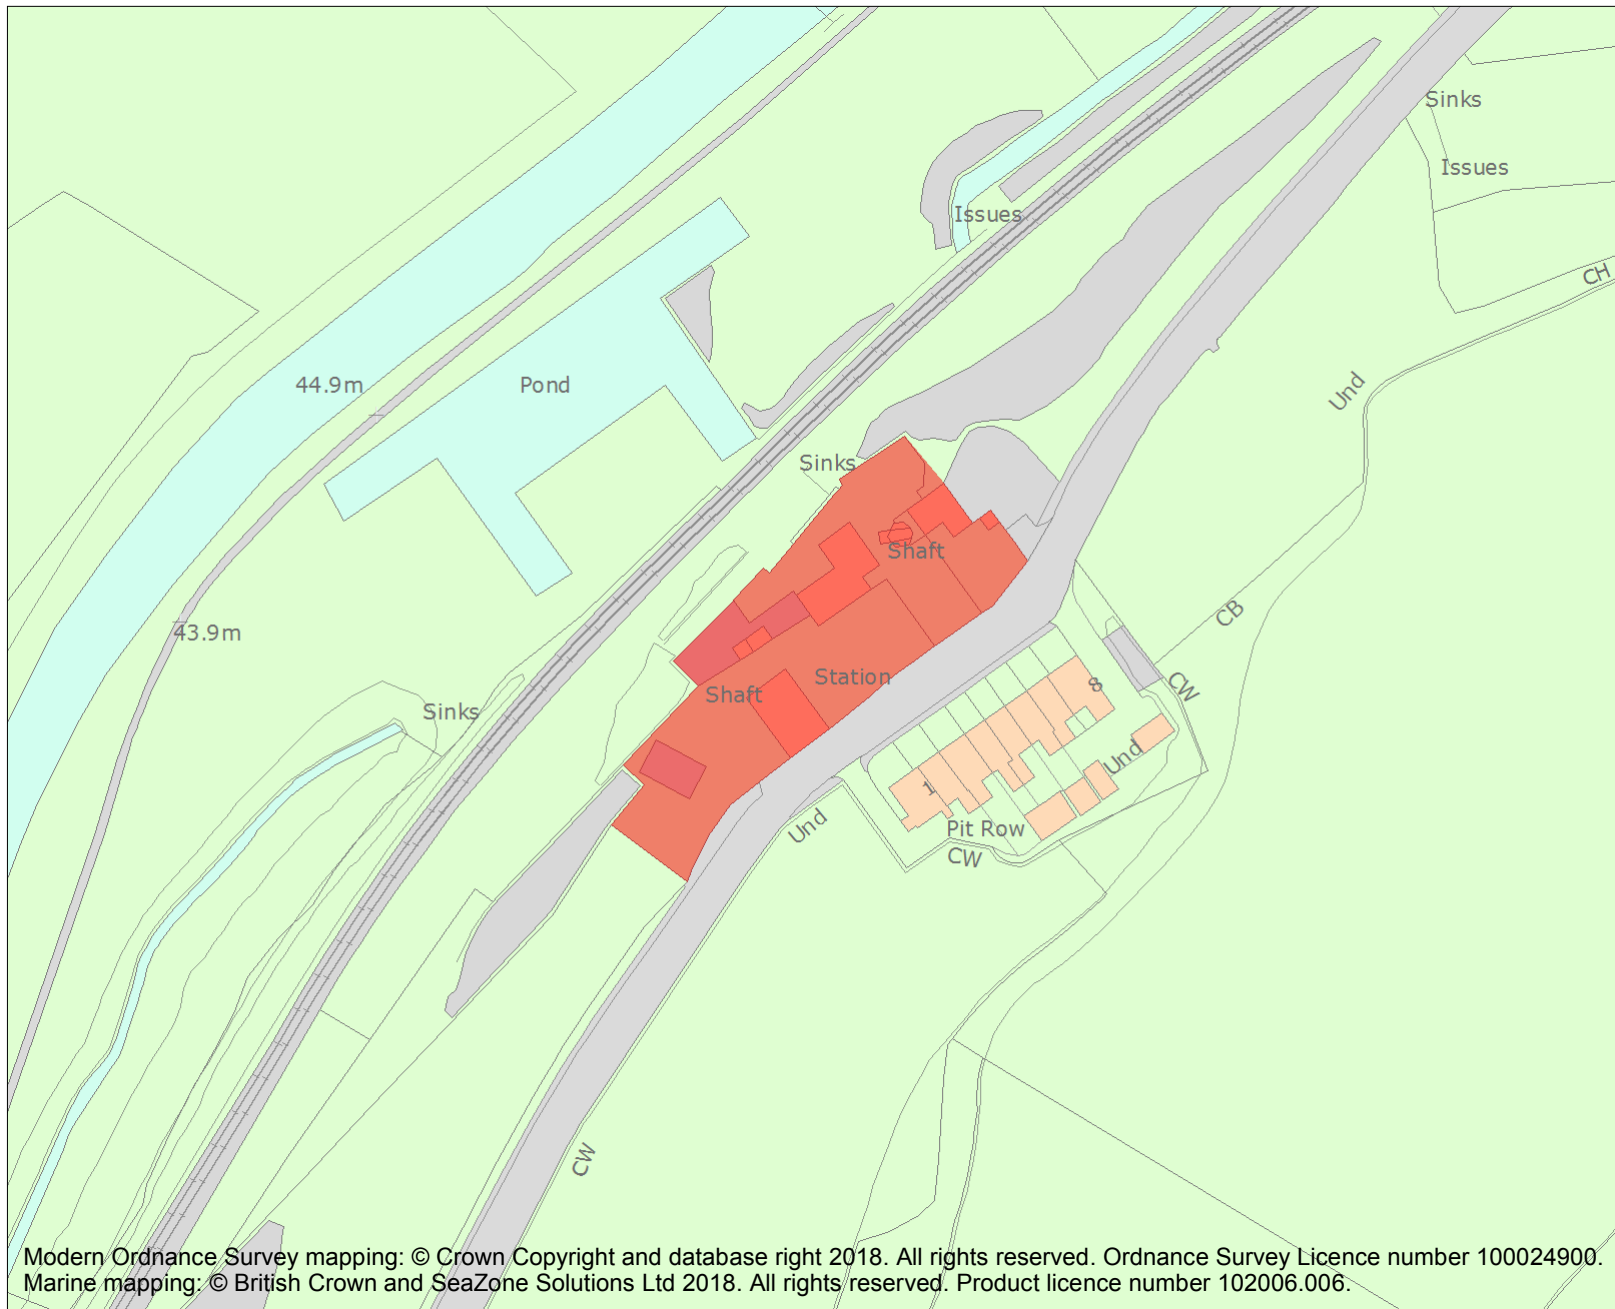 Sinks
Issues
Issues
CH
44.9m
Pond
Und
Sinks
Shaft
CB
43.9m
Station
Shaft
8
CW
Sinks
Und
1
Und
Pit Row
CW
CW
Modern Ordnance Survey mapping: © Crown Copyright and database right 2018. All rights reserved. Ordnance Survey Licence number 100024900.
Marine mapping: © British Crown and SeaZone Solutions Ltd 2018. All rights reserved. Product licence number 102006.006.